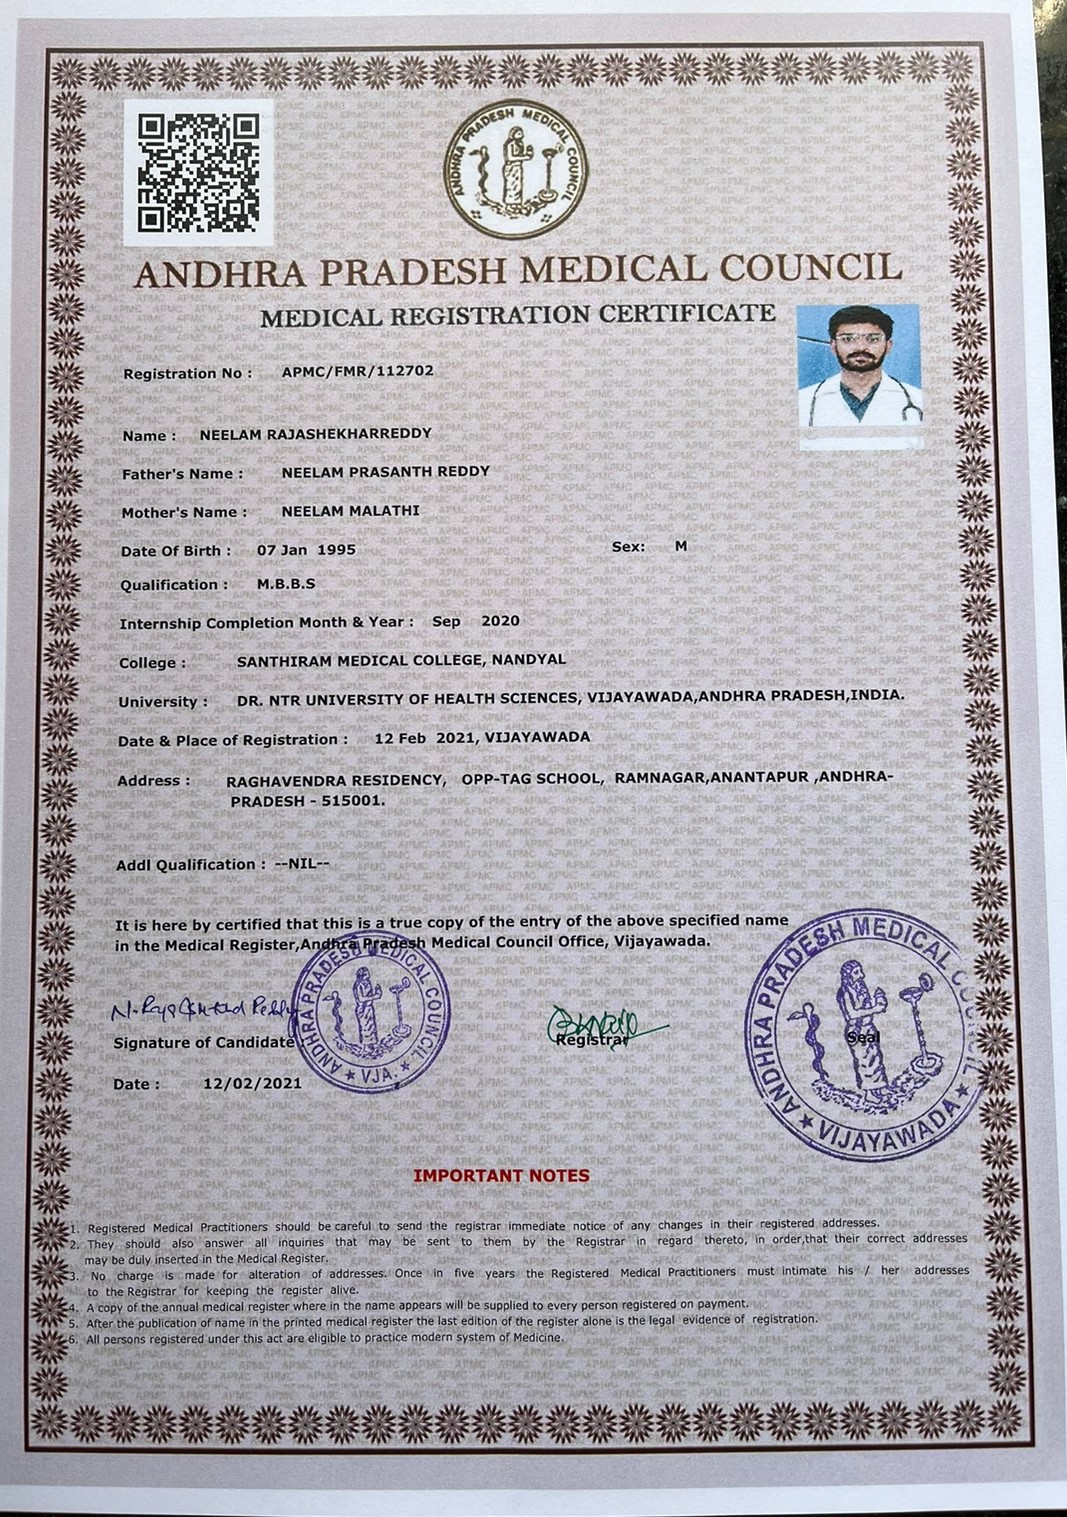 ANDHRA PRADESH MEDICAL COUNCIL
ANDHRA PRADESH MEDICAL COUNCIL
MEDICAL REGISTRATION CERTIFICATE
Registration No : APMC/FMR/112702
Name : NEELAM RAJASHEKHARREDDY
Father's Name : NEELAM PRASANTH REDDY
Mother's Name : NEELAM MALATHI
Date Of Birth : 07 Jan 1995 Sex: M
Qualification : M.B.B.S
Internship Completion Month & Year : Sep 2020
College : SANTHIRAM MEDICAL COLLEGE, NANDYAL
University : DR. NTR UNIVERSITY OF HEALTH SCIENCES, VIJAYAWADA,ANDHRA PRADESH,INDIA.
Date & Place of Registration : 12 Feb 2021, VIJAYAWADA
Address : RAGHAVENDRA RESIDENCY, OPP-TAG SCHOOL, RAMNAGAR,ANANTAPUR ,ANDHRA-
PRADESH - 515001.
Addl Qualification : --NIL--
It is here by certified that this is a true copy of the entry of the above specified name
in the Medical Register,Andhra Pradesh Medical Council Office, Vijayawada.
ANDHRA PRADESH MEDICAL COUNCIL ★ VJA. ★
ANDHRA PRADESH MEDICAL COUNCIL ★ VIJAYAWADA ★
Signature of Candidate Registrar Seal
Date : 12/02/2021
IMPORTANT NOTES
1. Registered Medical Practitioners should be careful to send the registrar immediate notice of any changes in their registered addresses.
2. They should also answer all inquiries that may be sent to them by the Registrar in regard thereto, in order,that their correct addresses
may be duly inserted in the Medical Register.
3. No charge is made for alteration of addresses. Once in five years the Registered Medical Practitioners must intimate his / her addresses
to the Registrar for keeping the register alive.
4. A copy of the annual medical register where in the name appears will be supplied to every person registered on payment.
5. After the publication of name in the printed medical register the last edition of the register alone is the legal evidence of registration.
6. All persons registered under this act are eligible to practice modern system of Medicine.